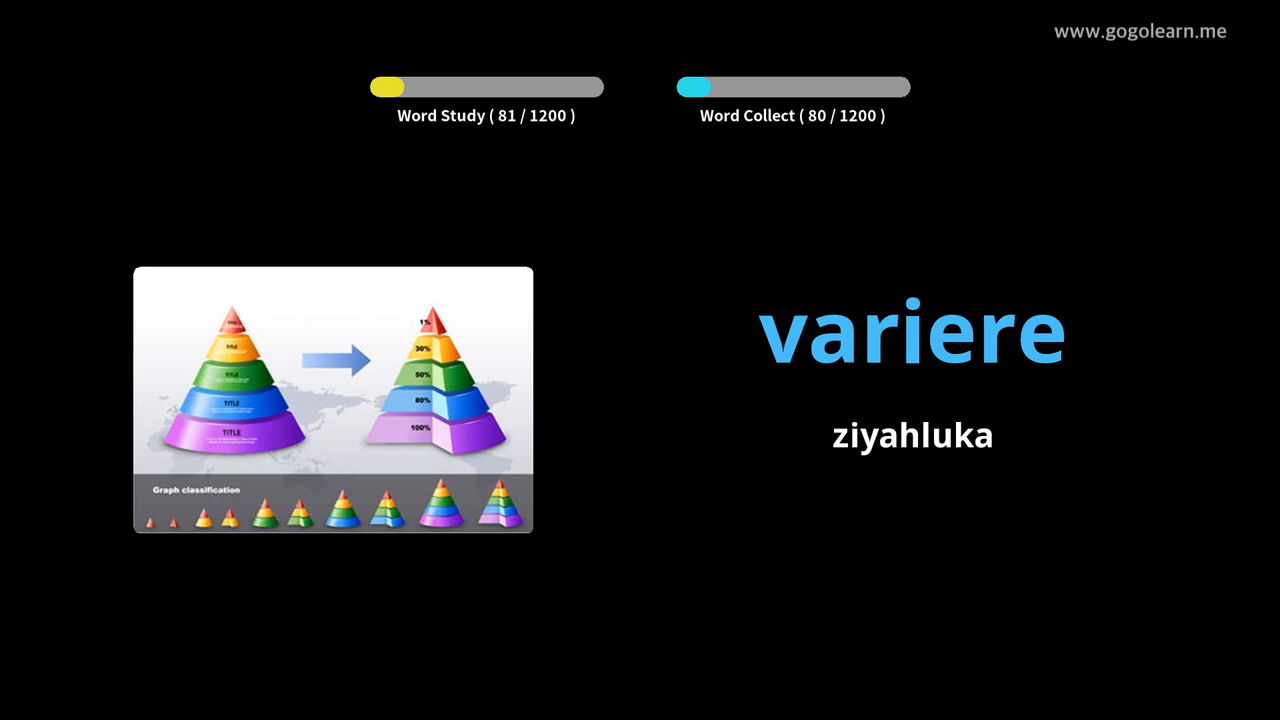 www.gogolearn.me
Word Study ( 81 / 1200 )
Word Collect ( 80 / 1200 )
variere
ziyahluka
TITLE
TITLE
TITLE
TITLE
1%
30%
50%
80%
100%
Graph classification